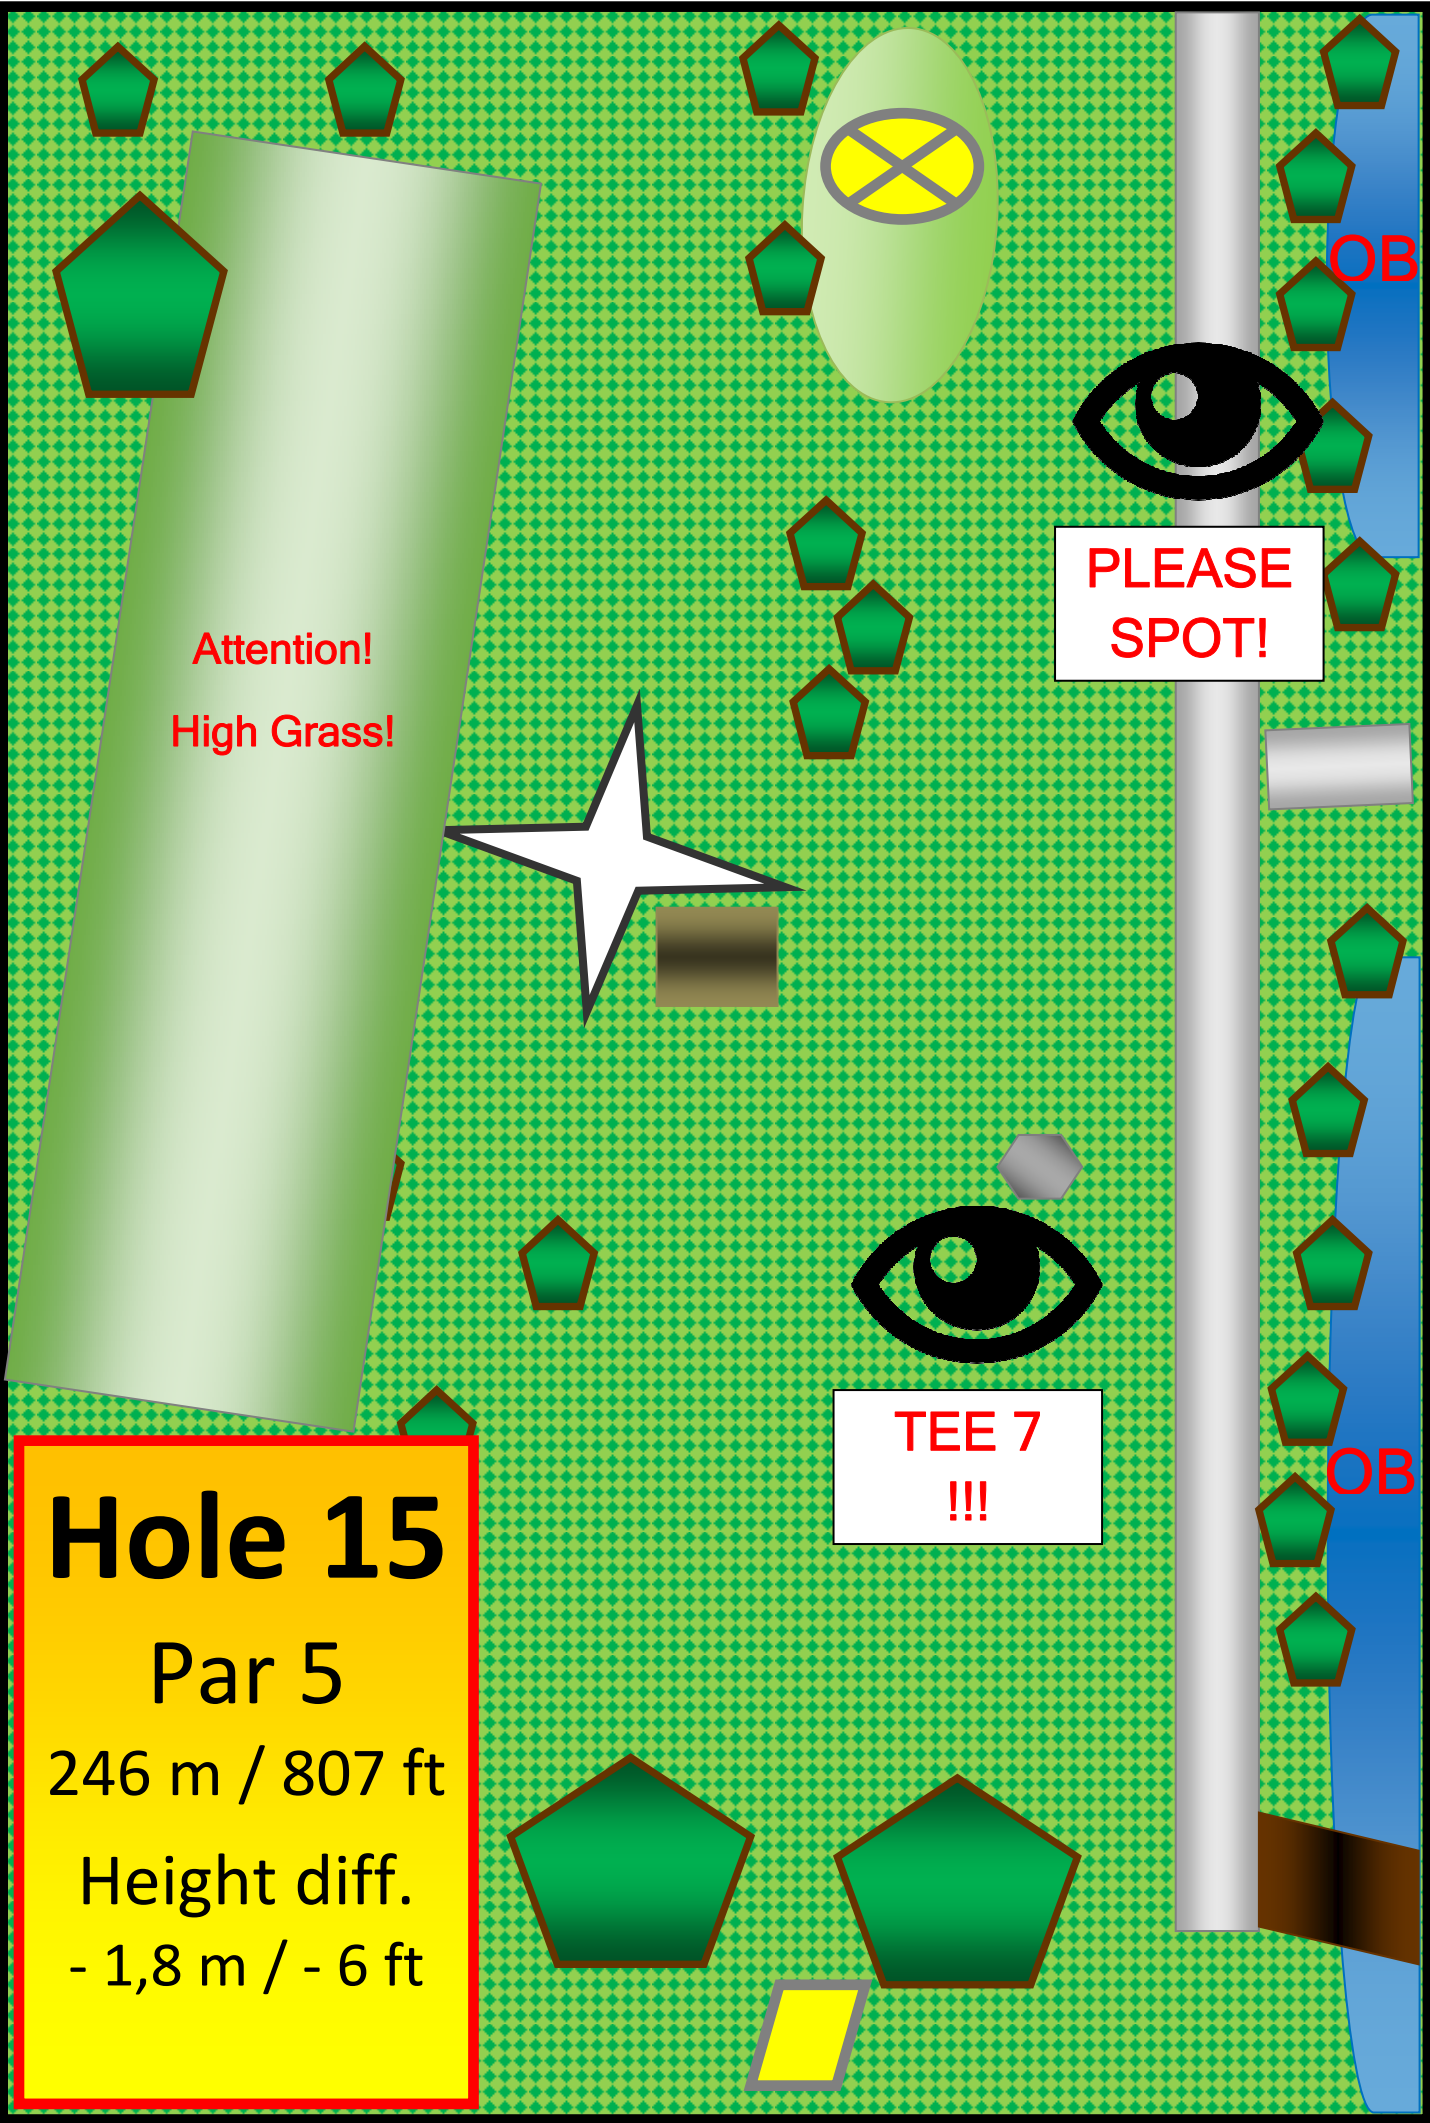 OB
PLEASE
SPOT!
Attention!
High Grass!
TEE 7
!!!
OB
Hole 15
Par 5
246 m / 807 ft
Height diff.
- 1,8 m / - 6 ft